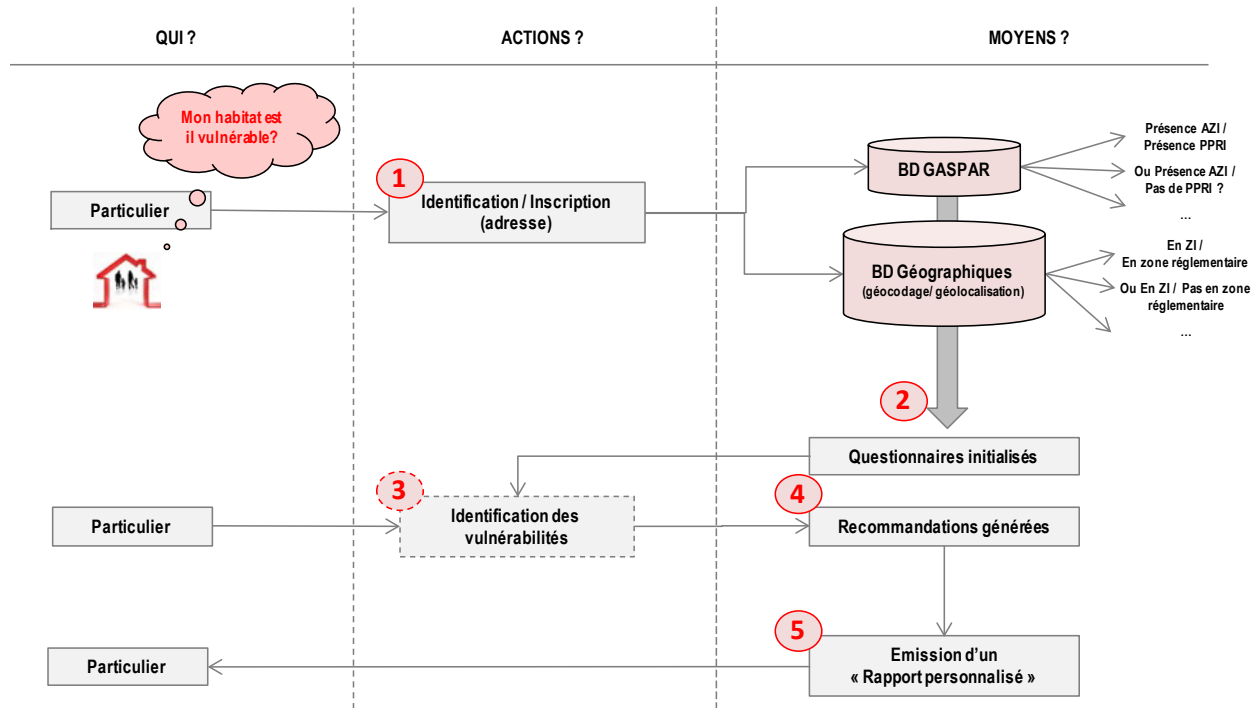 QUI ?
ACTIONS ?
MOYENS ?
Mon habitat est
il vulnérable?
Particulier
1
Identification / Inscription
(adresse)
BD GASPAR
Présence AZI /
Présence PPRI
Ou Présence AZI /
Pas de PPRI ?
...
BD Géographiques
(géocodage/ géolocalisation)
En ZI /
En zone réglementaire
Ou En ZI / Pas en zone
réglementaire
...
2
Questionnaires initialisés
Particulier
3
Identification des
vulnérabilités
4
Recommandations générées
Particulier
5
Emission d'un
« Rapport personnalisé »